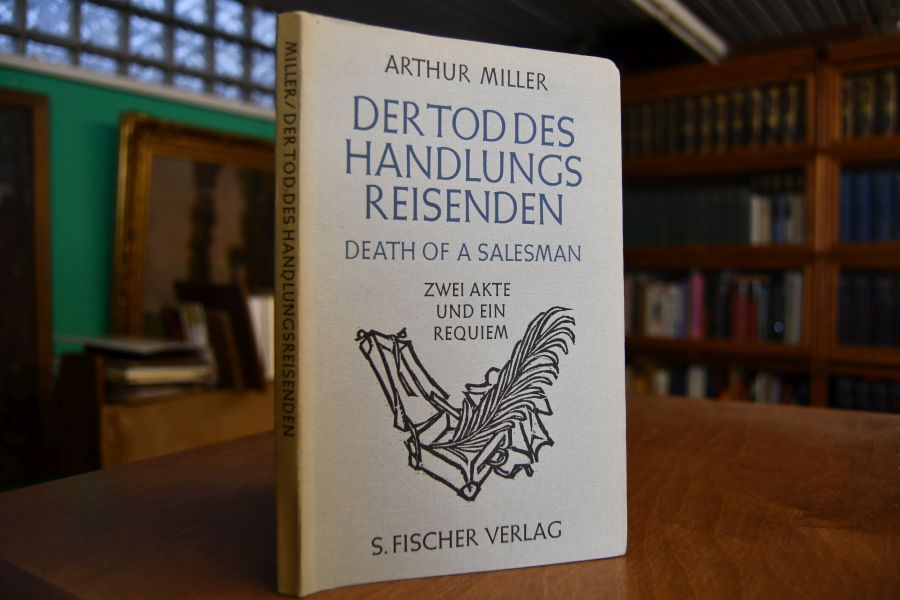 MILLER / DER TOD DES HANDLUNGSREISENDEN
ARTHUR MILLER
DER TOD DES
HANDLUNGS
REISENDEN
DEATH OF A SALESMAN
ZWEI AKTE
UND EIN
REQUIEM
S. FISCHER VERLAG